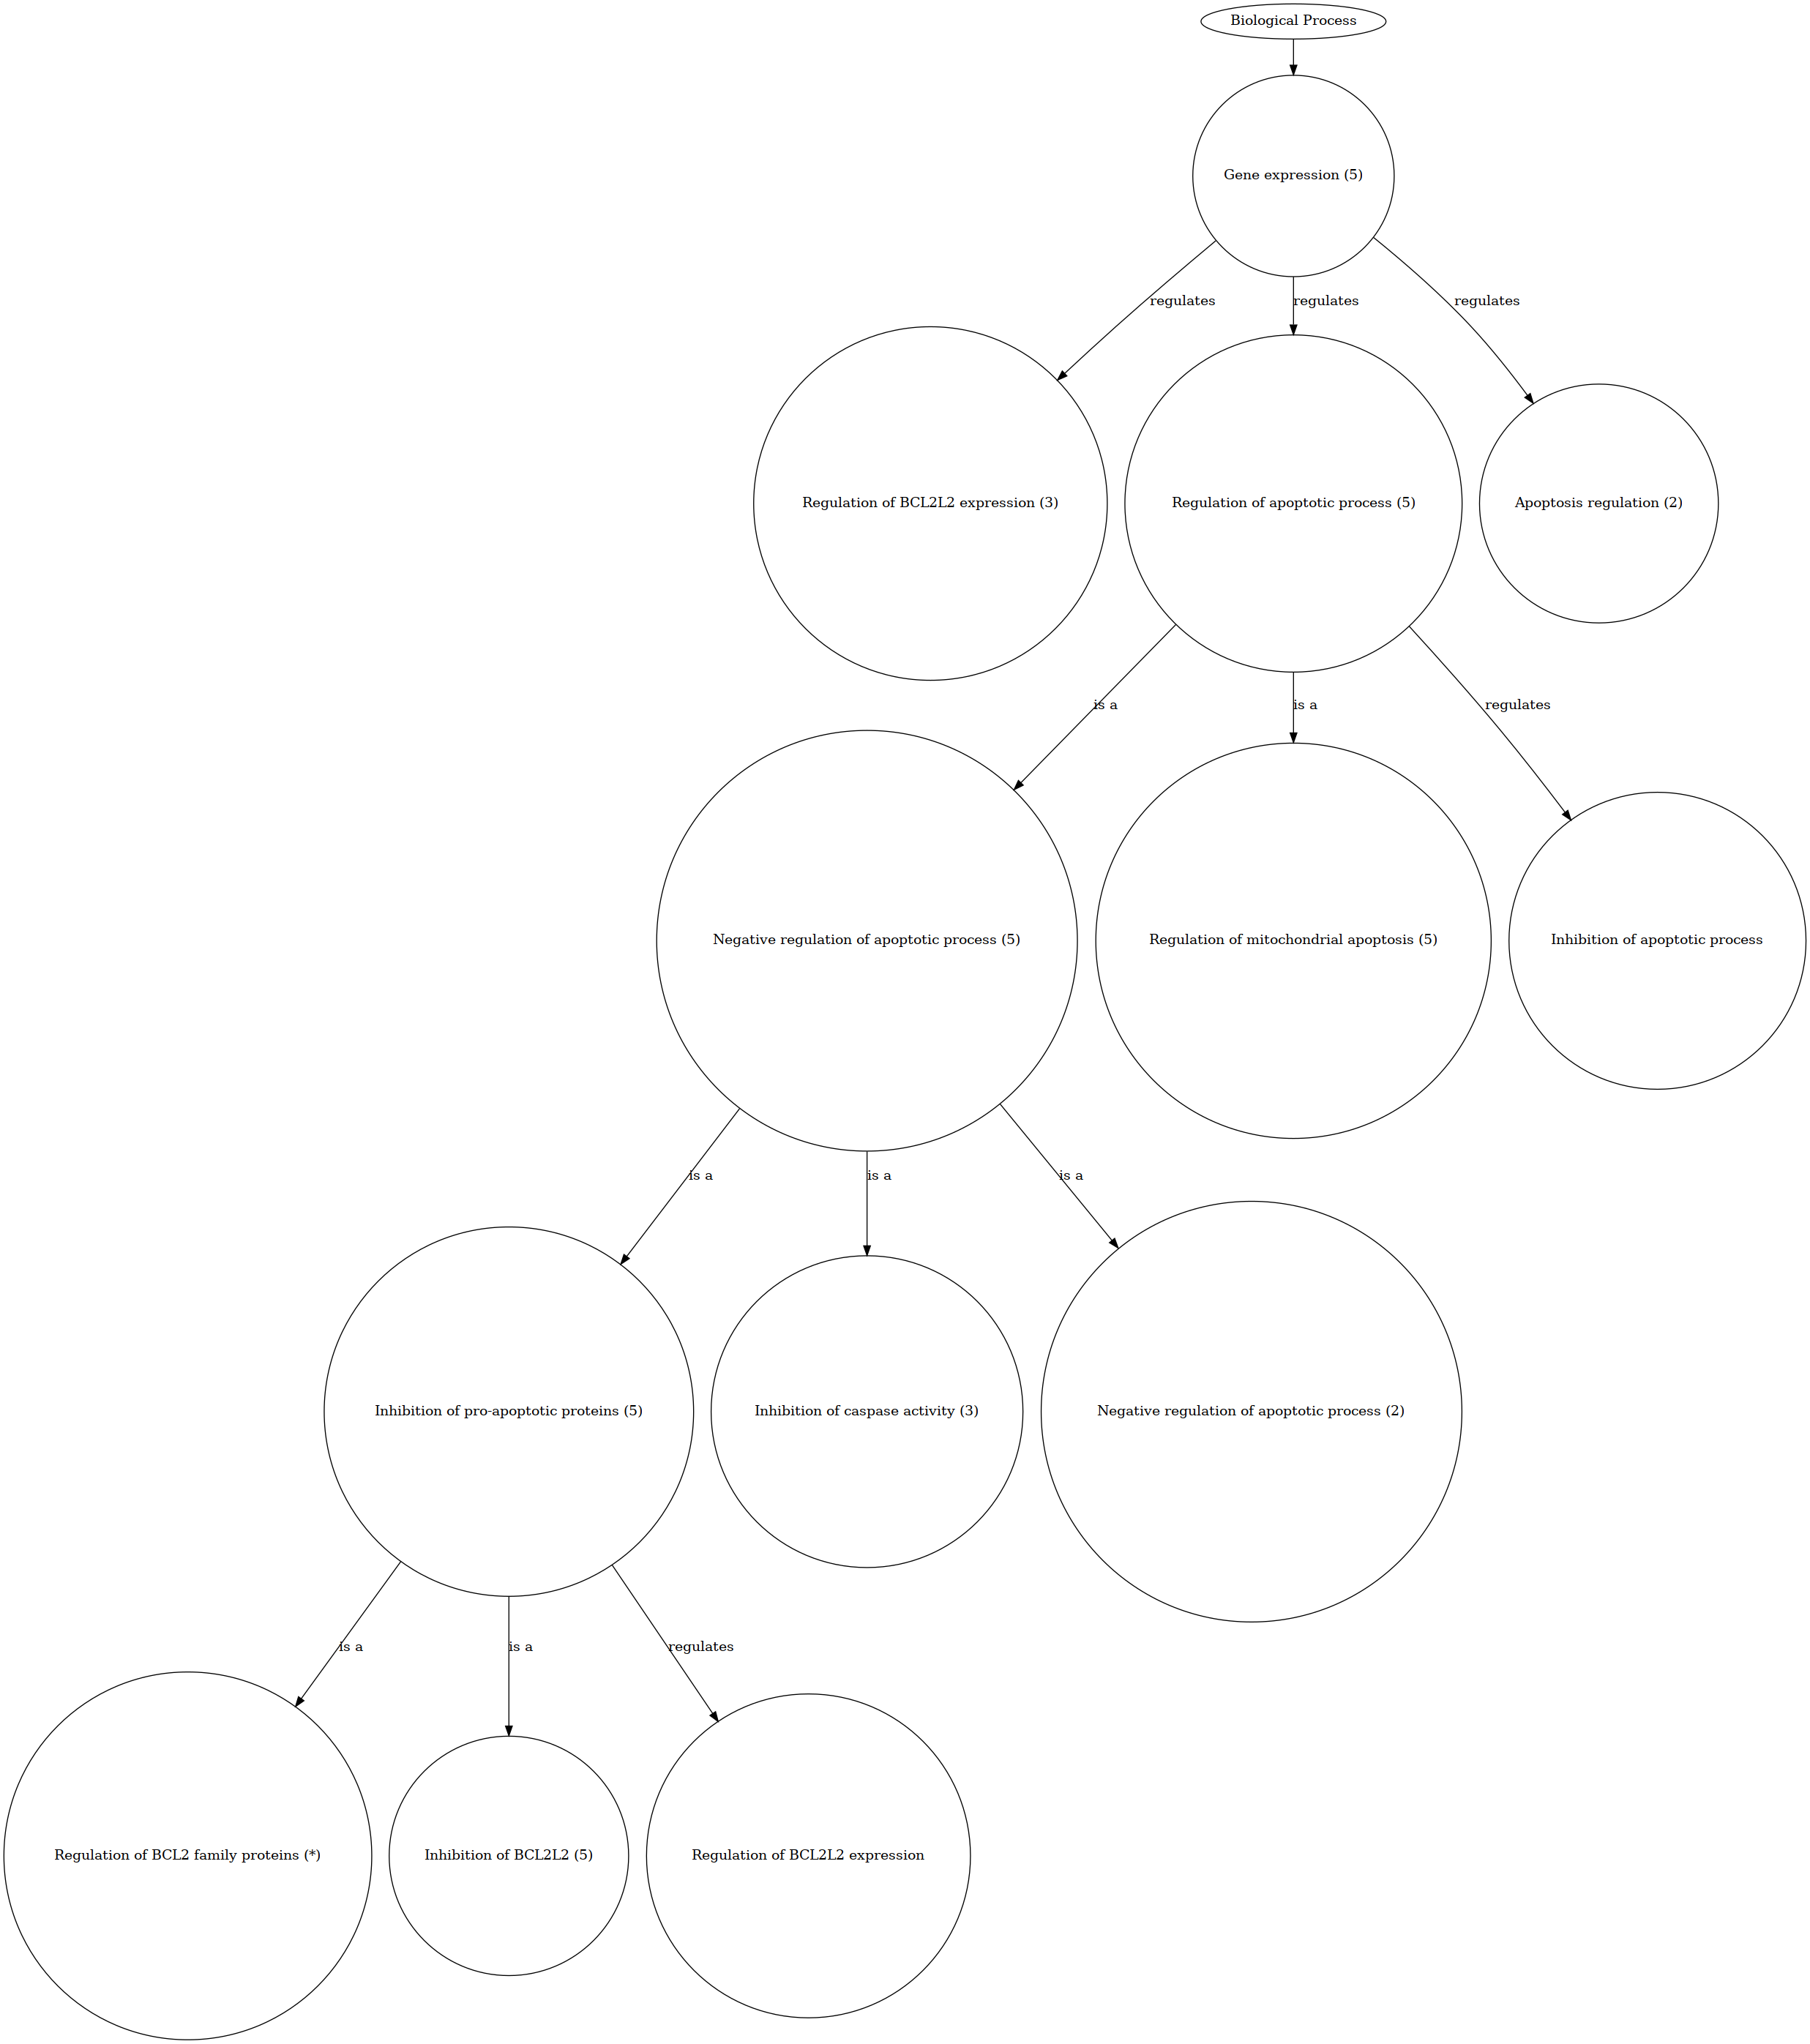 Biological Process
Gene expression (5)
regulates
regulates
regulates
Regulation of BCL2L2 expression (3)
Regulation of apoptotic process (5)
Apoptosis regulation (2)
is a
is a
regulates
Negative regulation of apoptotic process (5)
Regulation of mitochondrial apoptosis (5)
Inhibition of apoptotic process
is a
is a
is a
Inhibition of pro-apoptotic proteins (5)
Inhibition of caspase activity (3)
Negative regulation of apoptotic process (2)
is a
is a
regulates
Regulation of BCL2 family proteins (*)
Inhibition of BCL2L2 (5)
Regulation of BCL2L2 expression